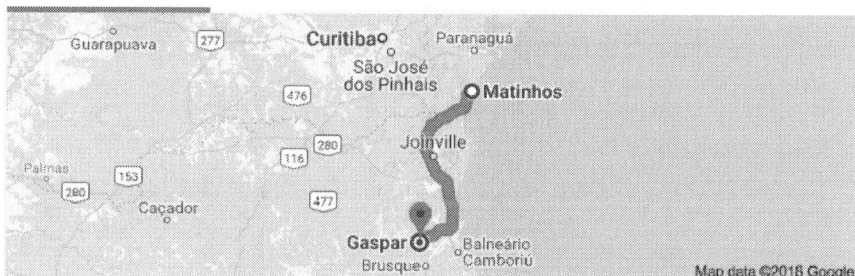 Guarapuava
277
Curitiba
Paranaguá
São José
dos Pinhais
476
Matinhos
116
280
Joinville
Palmas
280
153
477
Caçador
Gaspar
Balneário
Camboriú
Brusque
Map data ©2016 Google